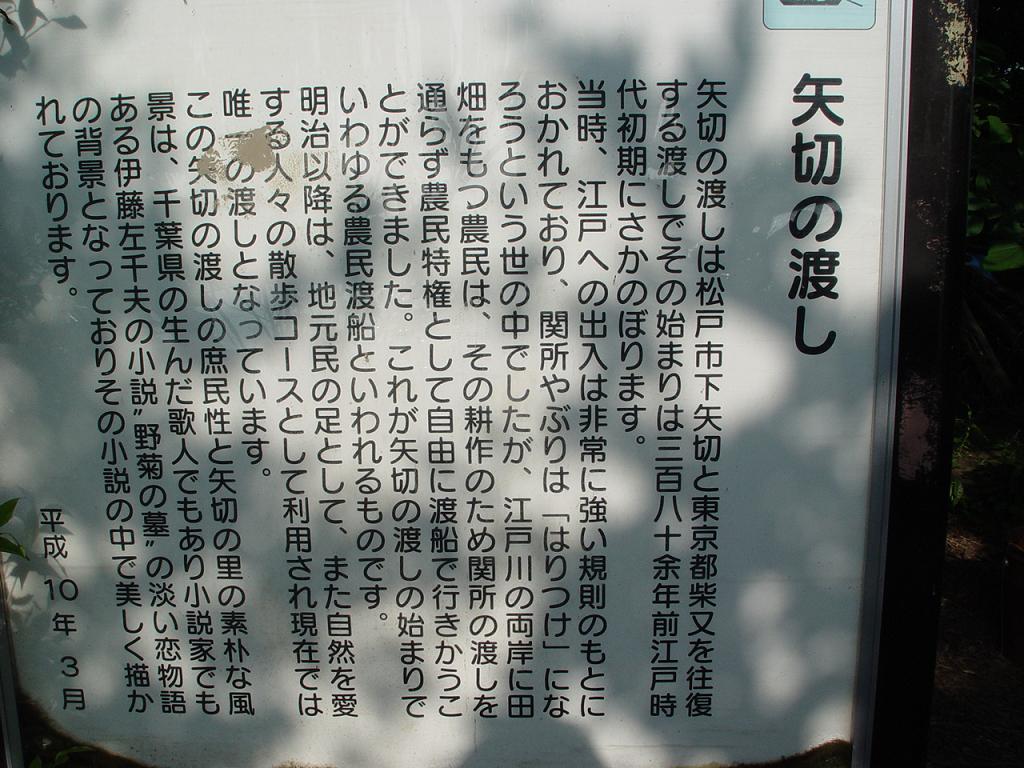 矢切の渡し
矢切の渡しは松戸市下矢切と東京都柴又を往復
する渡しでその始まりは三百八十余年前江戸時
代初期にさかのぼります。
当時、江戸への出入は非常に強い規則のもとに
おかれており、関所やぶりは「はりつけ」にな
ろうという世の中でしたが、江戸川の両岸に田
畑をもつ農民は、その耕作のため関所の渡しを
通らず農民特権として自由に渡船で行きかうこ
とができました。これが矢切の渡しの始まりで
いわゆる農民渡船といわれるものです。
明治以降は、地元民の足として、また自然を愛
する人々の散歩コースとして利用され現在では
唯の渡しとなっています。
この矢切の渡しの庶民性と矢切の里の素朴な風
景は、千葉県の生んだ歌人でもあり小説家でも
ある伊藤左千夫の小説"野菊の墓"の淡い恋物語
の背景となっておりその小説の中で美しく描か
れております。
平成10年3月